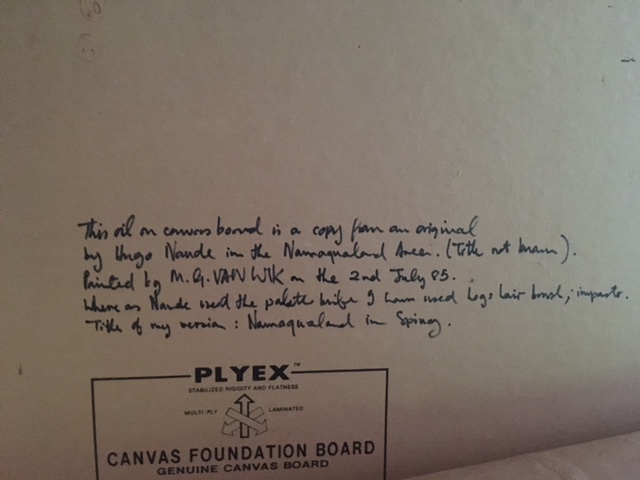 This oil on canvas board is a copy from an original
by Hugo Naude in the Namaqualand Area. (Title not known).
Painted by M.G. VAN WIK on the 2nd July 85.
Where as Naude used the palette knife I have used hogs hair brush, impasto.
Title of my version : Namaqualand in Spring.
PLYEX™
STABILIZED RIGIDITY AND FLATNESS
MULTI-PLY LAMINATED
CANVAS FOUNDATION BOARD
GENUINE CANVAS BOARD